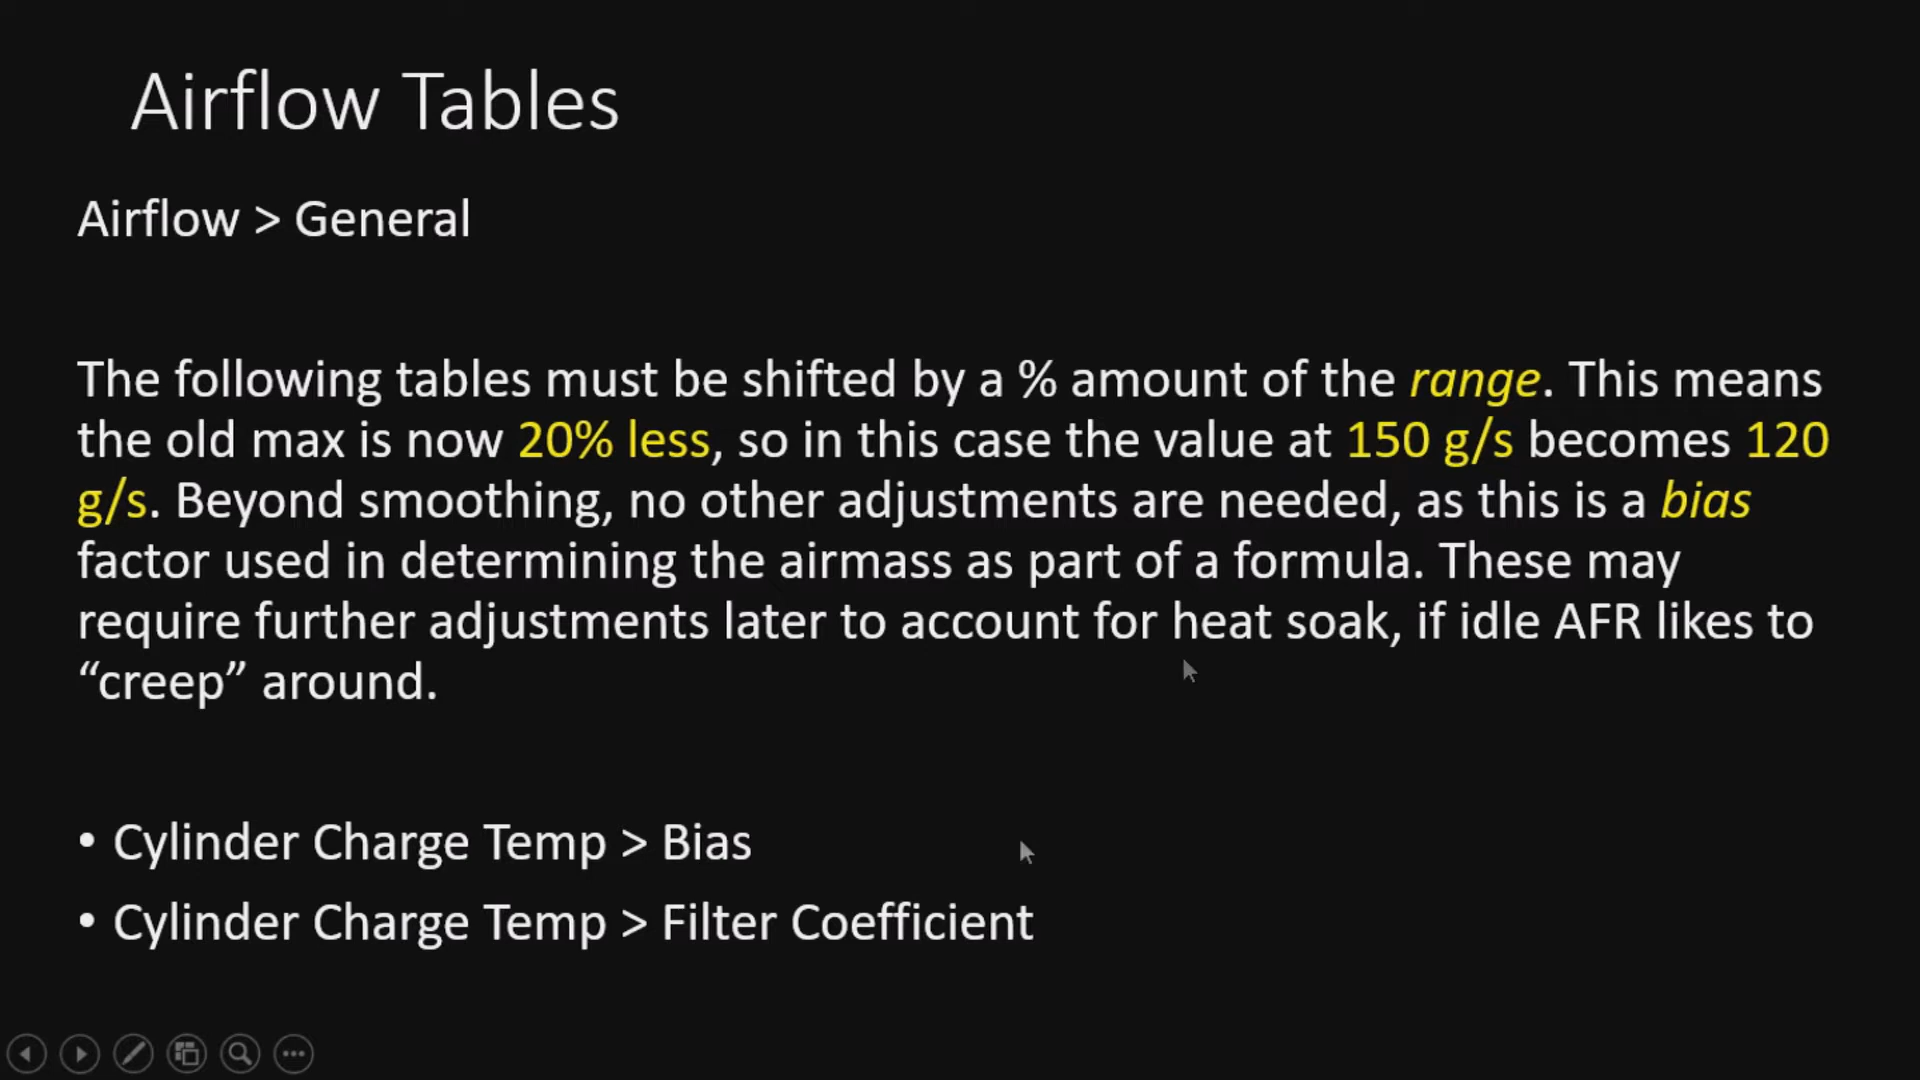 Airflow Tables
Airflow > General
The following tables must be shifted by a % amount of the range. This means
the old max is now 20% less, so in this case the value at 150 g/s becomes 120
g/s. Beyond smoothing, no other adjustments are needed, as this is a bias
factor used in determining the airmass as part of a formula. These may
require further adjustments later to account for heat soak, if idle AFR likes to
“creep” around.
• Cylinder Charge Temp > Bias
• Cylinder Charge Temp > Filter Coefficient